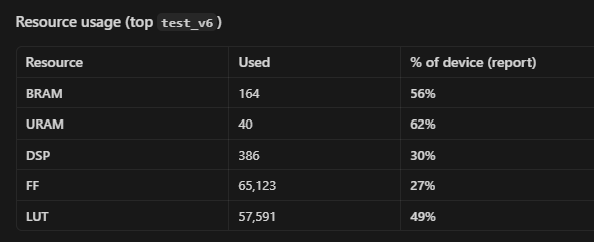 Resource usage (top test_v6)
Resource Used % of device (report)
BRAM 164 56%
URAM 40 62%
DSP 386 30%
FF 65,123 27%
LUT 57,591 49%